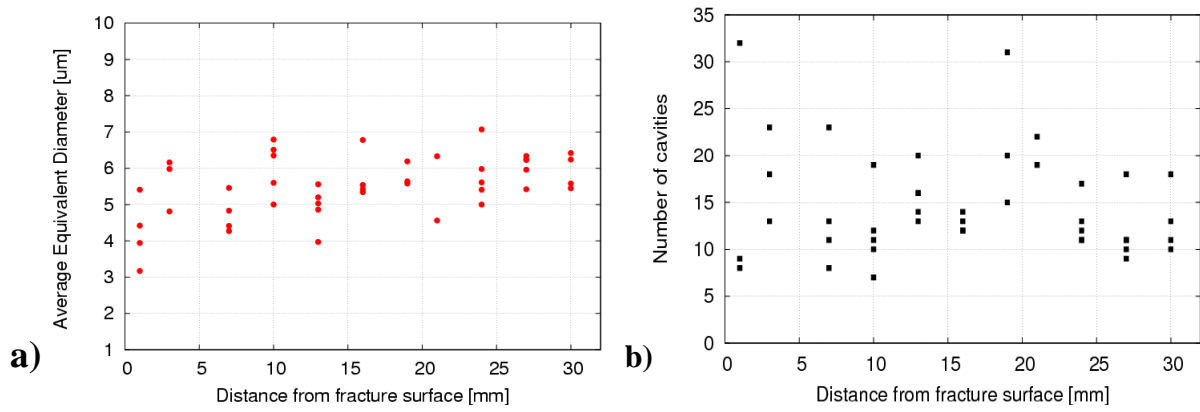 a)
Average Equivalent Diameter [um]
10
9
8
7
6
5
4
3
2
1
0 5 10 15 20 25 30
Distance from fracture surface [mm]
b)
Number of cavities
35
30
25
20
15
10
5
0
0 5 10 15 20 25 30
Distance from fracture surface [mm]